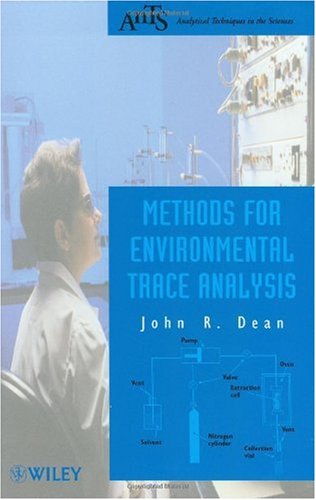 AnTS Analytical Techniques in the Sciences
METHODS FOR
ENVIRONMENTAL
TRACE ANALYSIS
John R. Dean
Pump
Oven
Valve
Extraction
cell
Vent
Vent
Solvent
Nitrogen
cylinder
Collection
vial
WILEY